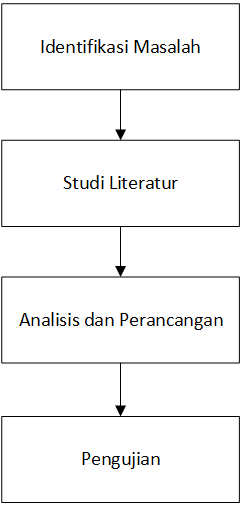 Identifikasi Masalah
Studi Literatur
Analisis dan Perancangan
Pengujian